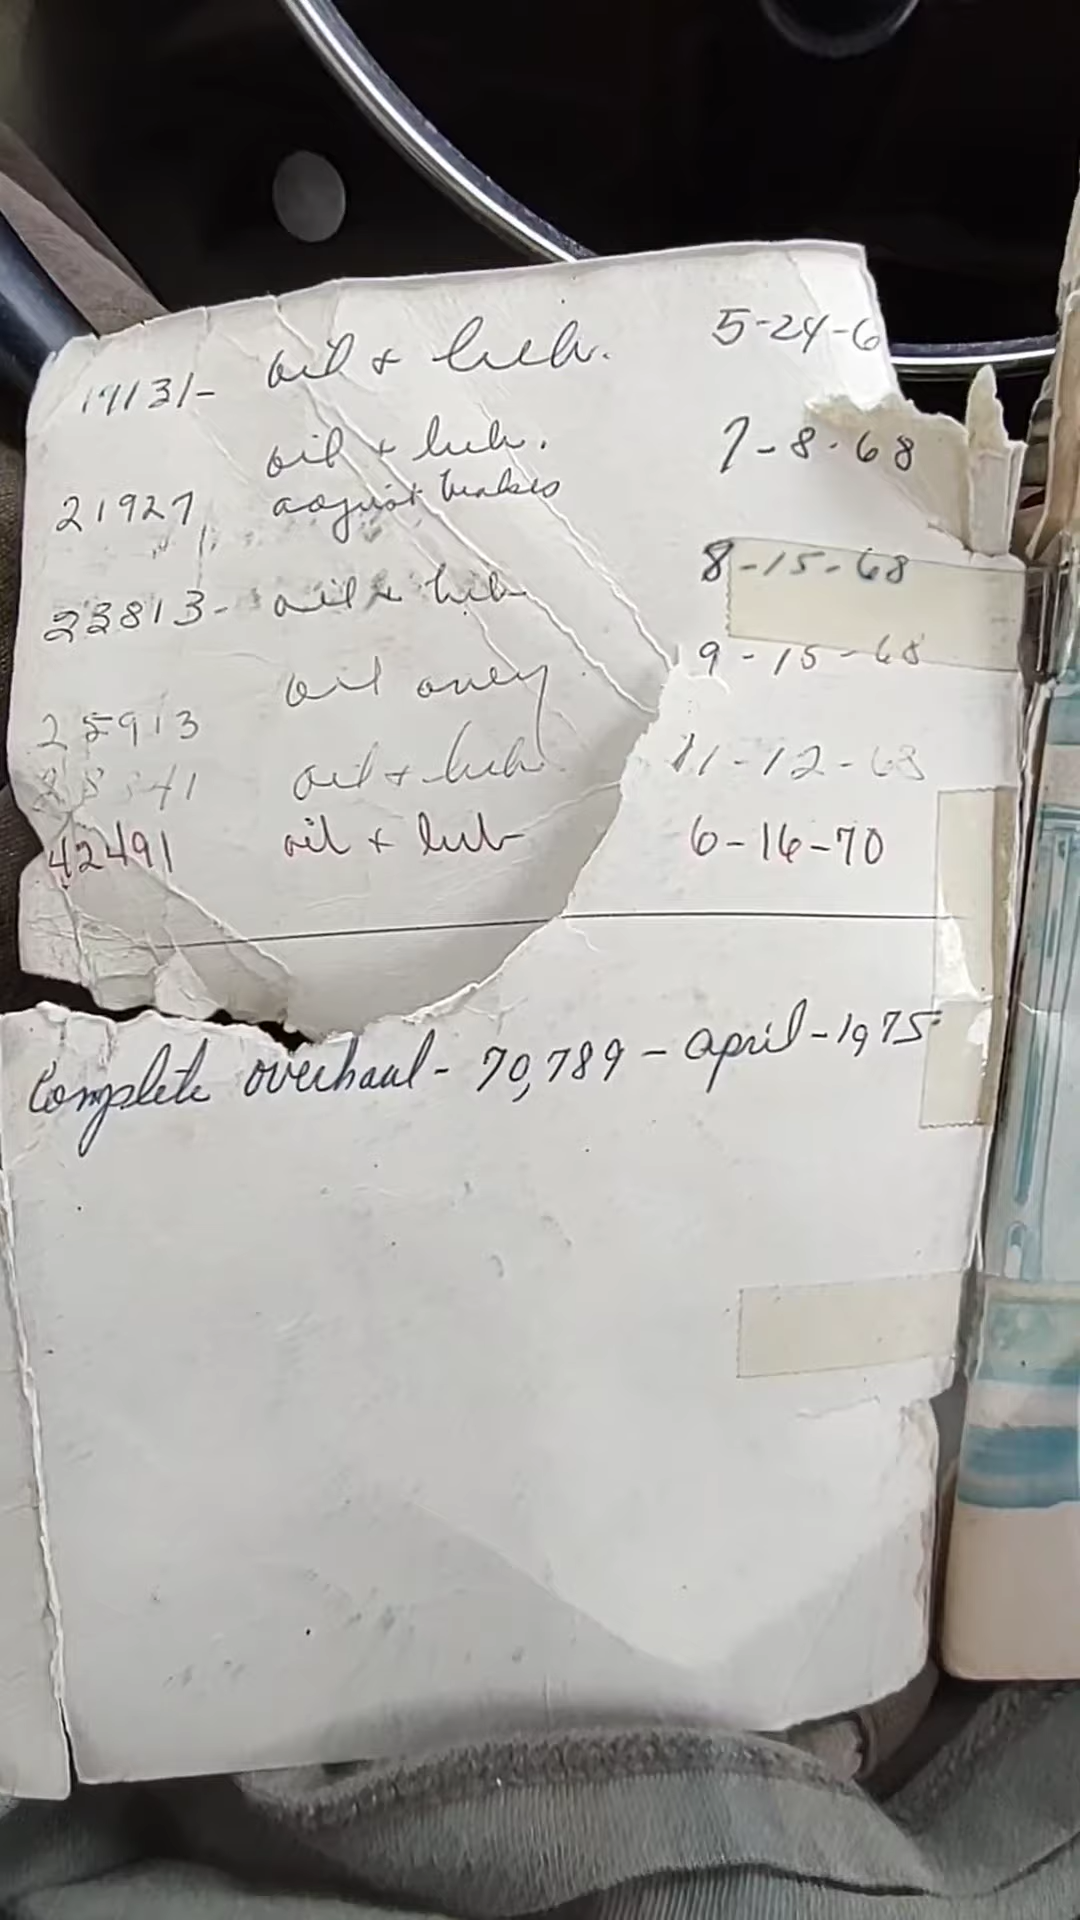 19131- oil & lub. 5-24-6
oil & lub. 7-8-68
21927 adjust brakes
23813- oil & lub 8-15-68
oil only 9-15-68
25913
oil & lub 11-12-68
42491 oil & lub 6-16-70
Complete overhaul - 70,789 - April - 1975